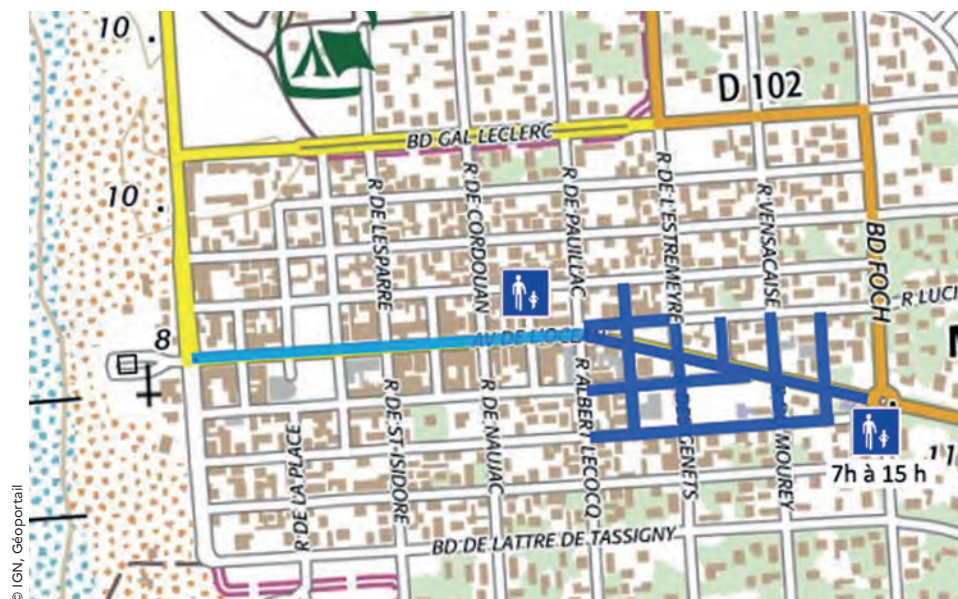 10
D 102
BD GAL LECLERC
10
R DE LESPARRE
R DE CORDOUAN
R DE PAUILLAC
R DE L'ESTREMEYRE
R VENSACAISE
BD FOCH
R LUCI
8
AV DE L'OCEAN
R DE LA PLACE
R DE ST-ISIDORE
R DE NAUJAC
R ALBERT LECOCQ
GENETS
MOUREY
7h à 15 h
11
BD DE LATTRE DE TASSIGNY
© IGN, Géoportail